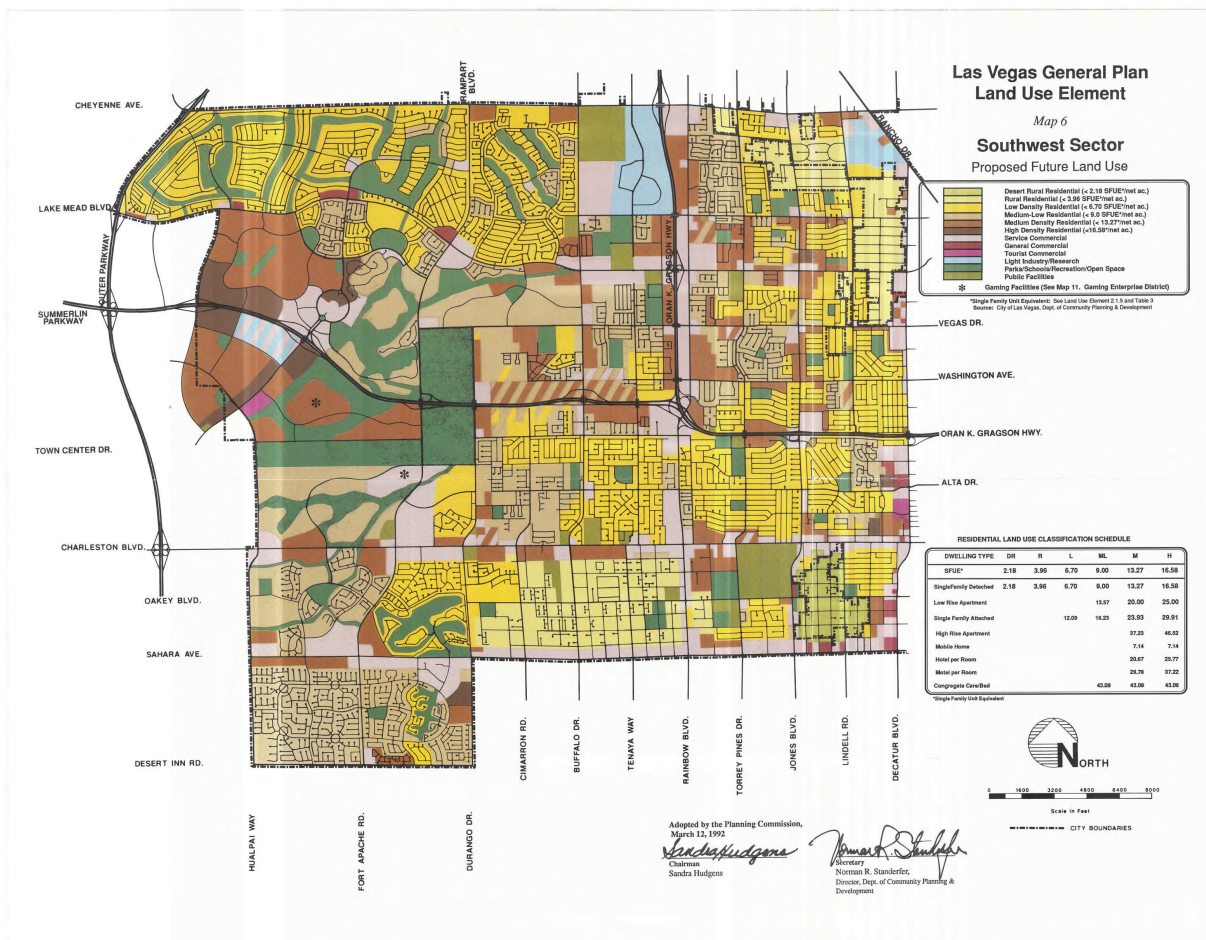 Las Vegas General Plan
Land Use Element
Map 6
Southwest Sector
Proposed Future Land Use
Desert Rural Residential (< 2.18 SFUE*/net ac.)
Rural Residential (< 3.96 SFUE*/net ac.)
Low Density Residential (< 6.70 SFUE*/net ac.)
Medium-Low Residential (< 9.0 SFUE*/net ac.)
Medium Density Residential (< 13.27*/net ac.)
High Density Residential (<16.58*/net ac.)
Service Commercial
General Commercial
Tourist Commercial
Light Industry/Research
Parks/Schools/Recreation/Open Space
Public Facilities
* Gaming Facilities (See Map 11. Gaming Enterprise District)
*Single Family Unit Equivalent: See Land Use Element 2.1.5 and Table 3
Source: City of Las Vegas, Dept. of Community Planning & Development
CHEYENNE AVE.
RAMPART BLVD.
RANCHO DR.
LAKE MEAD BLVD.
OUTER PARKWAY
ORAN K. GRAGSON HWY
SUMMERLIN
PARKWAY
VEGAS DR.
WASHINGTON AVE.
ORAN K. GRAGSON HWY.
TOWN CENTER DR.
*
*
ALTA DR.
CHARLESTON BLVD.
OAKEY BLVD.
SAHARA AVE.
DESERT INN RD.
HUALPAI WAY
FORT APACHE RD.
DURANGO DR.
CIMARRON RD.
BUFFALO DR.
TENAYA WAY
RAINBOW BLVD.
TORREY PINES DR.
JONES BLVD.
LINDELL RD.
DECATUR BLVD.
RESIDENTIAL LAND USE CLASSIFICATION SCHEDULE
DWELLING TYPE DR R L ML M H
SFUE* 2.18 3.96 6.70 9.00 13.27 16.58
SingleFamily Detached 2.18 3.96 6.70 9.00 13.27 16.58
Low Rise Apartment 13.57 20.00 25.00
Single Family Attached 12.09 16.23 23.93 29.91
High Rise Apartment 37.23 46.52
Mobile Home 7.14 7.14
Hotel per Room 20.67 25.77
Motel per Room 29.78 37.22
Congregate Care/Bed 43.08 43.08 43.06
*Single Family Unit Equivalent
NORTH
0 1600 3200 4800 6400 8000
Scale in Feet
CITY BOUNDARIES
Adopted by the Planning Commission,
March 12, 1992
Sandra Hudgens
Chairman
Sandra Hudgens
Norman R. Standerfer
Secretary
Norman R. Standerfer,
Director, Dept. of Community Planning &
Development